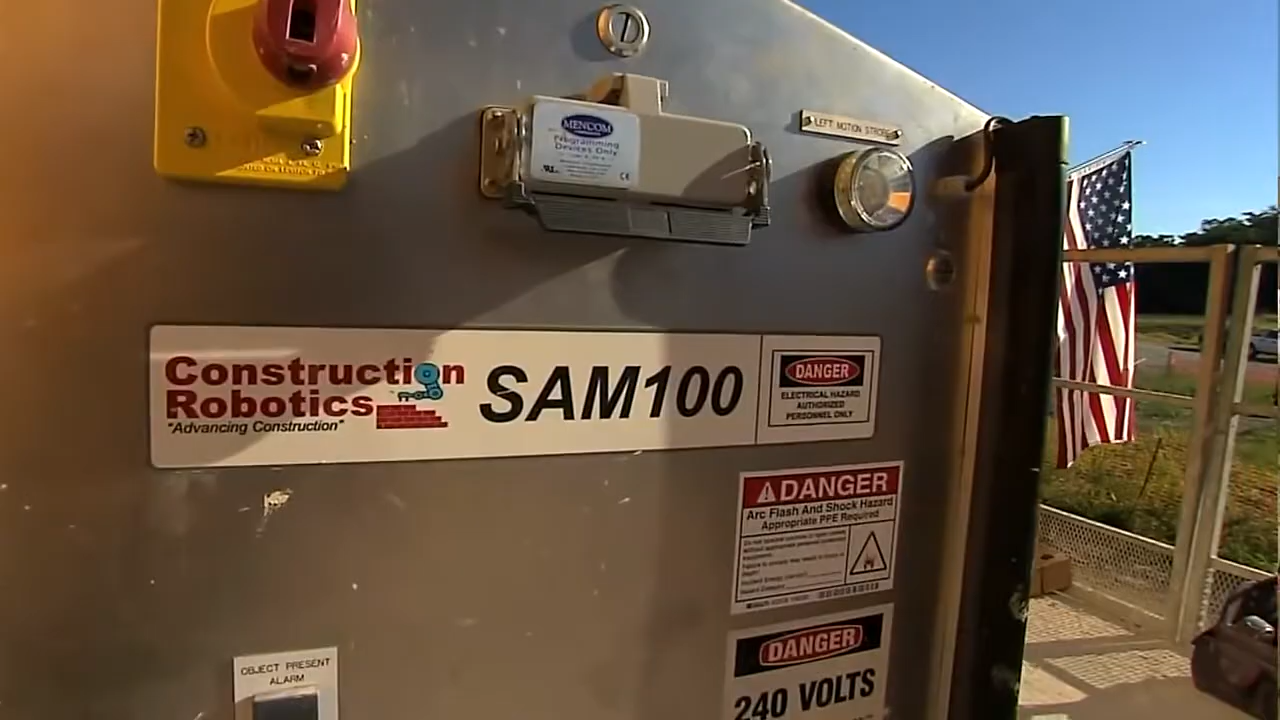 MENCOM
Programming
Devices Only
LEFT MOTION STROBE
Construction
Robotics
"Advancing Construction"
SAM100
DANGER
ELECTRICAL HAZARD
AUTHORIZED
PERSONNEL ONLY
DANGER
Arc Flash And Shock Hazard
Appropriate PPE Required
DANGER
240 VOLTS
OBJECT PRESENT
ALARM